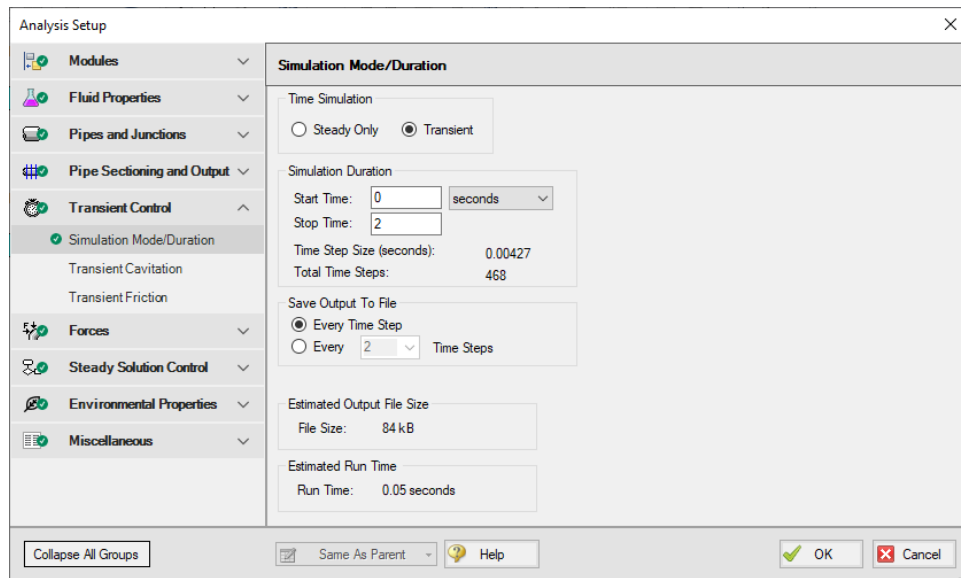 Analysis Setup
Modules
Fluid Properties
Pipes and Junctions
Pipe Sectioning and Output
Transient Control
Simulation Mode/Duration
Transient Cavitation
Transient Friction
Forces
Steady Solution Control
Environmental Properties
Miscellaneous
Simulation Mode/Duration
Time Simulation
Steady Only Transient
Simulation Duration
Start Time: 0 seconds
Stop Time: 2
Time Step Size (seconds): 0.00427
Total Time Steps: 468
Save Output To File
Every Time Step
Every 2 Time Steps
Estimated Output File Size
File Size: 84 kB
Estimated Run Time
Run Time: 0.05 seconds
Collapse All Groups Same As Parent Help OK Cancel